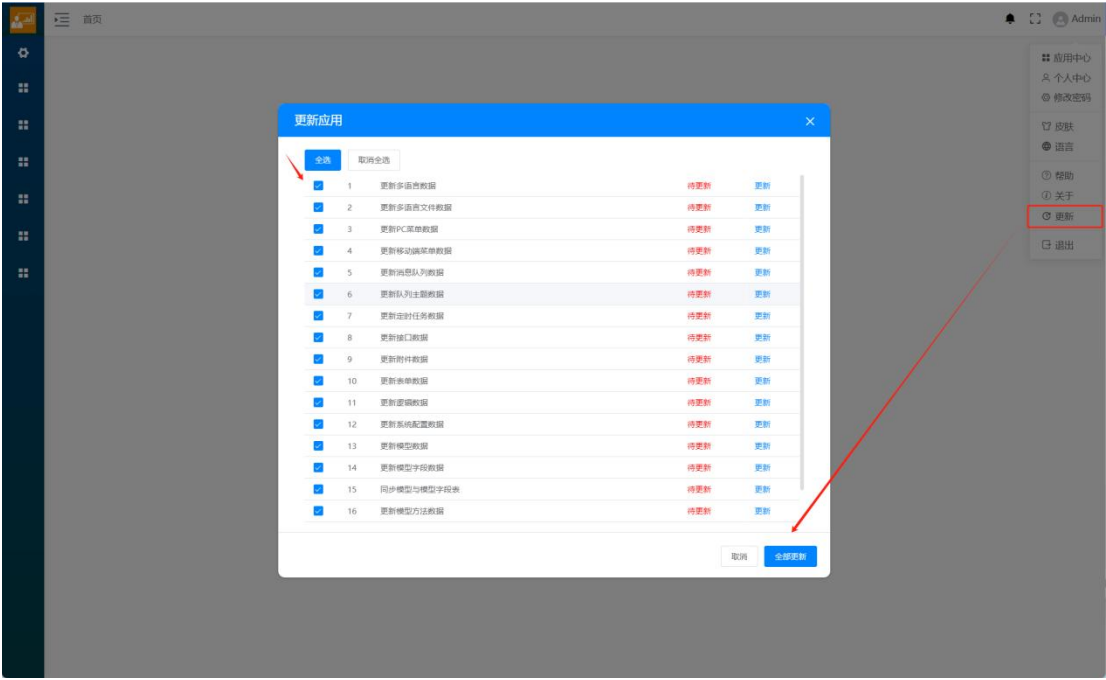 首页
Admin
应用中心
个人中心
修改密码
皮肤
语言
帮助
关于
更新
退出
更新应用
全选 取消全选
1 更新多语言数据 待更新 更新
2 更新多语言文件数据 待更新 更新
3 更新PC菜单数据 待更新 更新
4 更新移动端菜单数据 待更新 更新
5 更新消息队列数据 待更新 更新
6 更新队列主题数据 待更新 更新
7 更新定时任务数据 待更新 更新
8 更新接口数据 待更新 更新
9 更新附件数据 待更新 更新
10 更新表单数据 待更新 更新
11 更新逻辑数据 待更新 更新
12 更新系统配置数据 待更新 更新
13 更新模型数据 待更新 更新
14 更新模型字段数据 待更新 更新
15 同步模型与模型字段表 待更新 更新
16 更新模型方法数据 待更新 更新
取消 全部更新